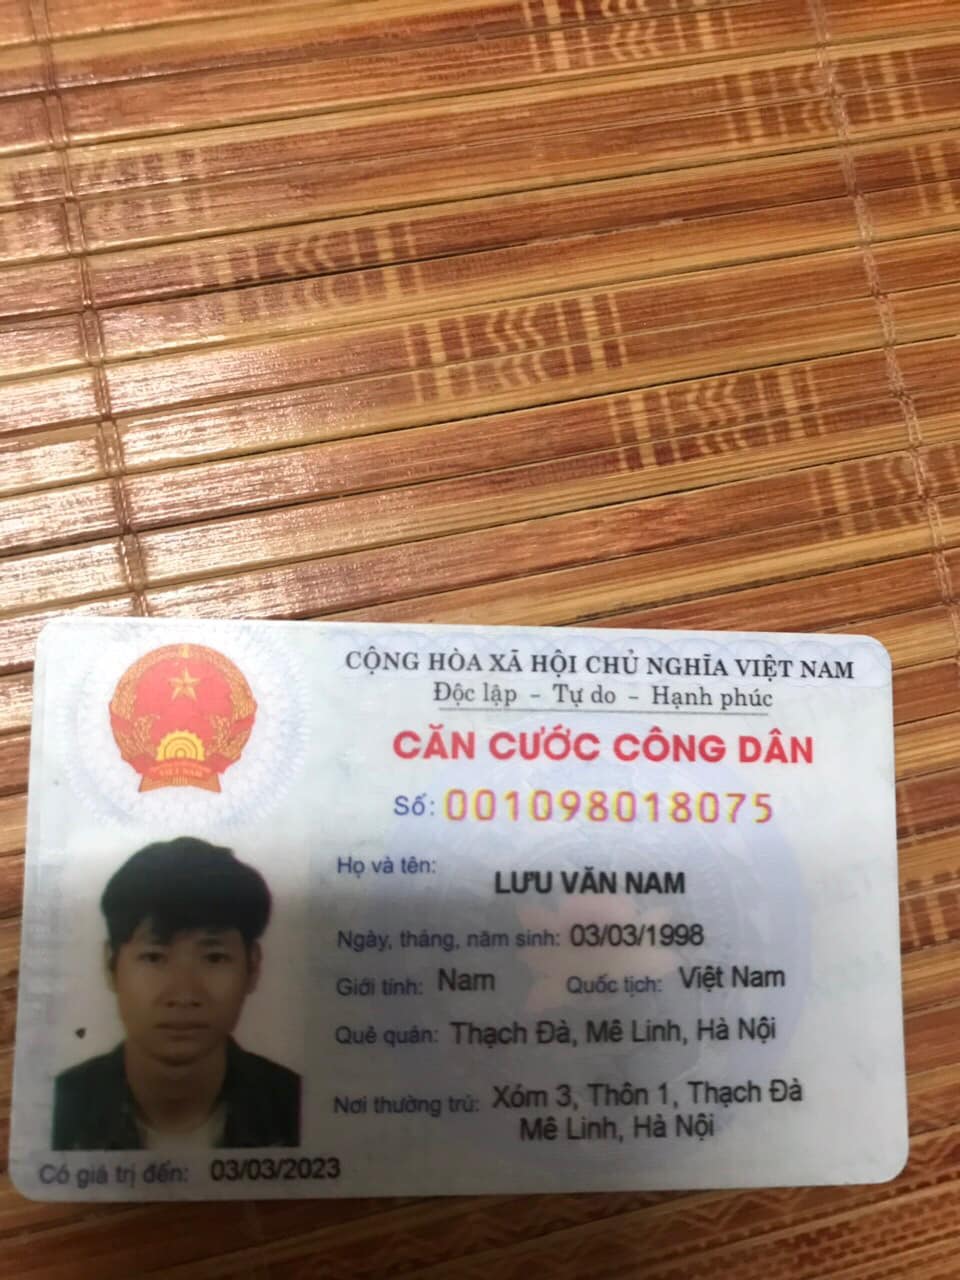 CỘNG HÒA XÃ HỘI CHỦ NGHĨA VIỆT NAM
Độc lập - Tự do - Hạnh phúc
CĂN CƯỚC CÔNG DÂN
Số: 001098018075
Họ và tên:
LƯU VĂN NAM
Ngày, tháng, năm sinh: 03/03/1998
Giới tính: Nam Quốc tịch: Việt Nam
Quê quán: Thạch Đà, Mê Linh, Hà Nội
Nơi thường trú: Xóm 3, Thôn 1, Thạch Đà
Mê Linh, Hà Nội
Có giá trị đến: 03/03/2023
VIỆT NAM